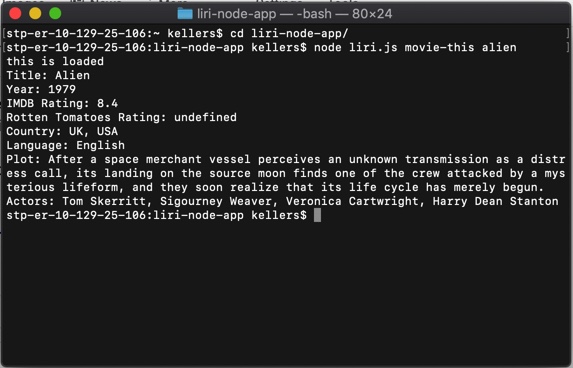 liri-node-app — -bash — 80×24
[stp-er-10-129-25-106:~ kellers$ cd liri-node-app/ ]
[stp-er-10-129-25-106:liri-node-app kellers$ node liri.js movie-this alien ]
this is loaded
Title: Alien
Year: 1979
IMDB Rating: 8.4
Rotten Tomatoes Rating: undefined
Country: UK, USA
Language: English
Plot: After a space merchant vessel perceives an unknown transmission as a distr
ess call, its landing on the source moon finds one of the crew attacked by a mys
terious lifeform, and they soon realize that its life cycle has merely begun.
Actors: Tom Skerritt, Sigourney Weaver, Veronica Cartwright, Harry Dean Stanton
stp-er-10-129-25-106:liri-node-app kellers$